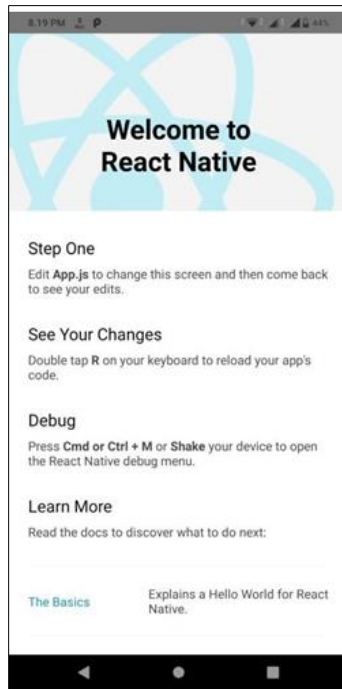 8.19 PM
44%
Welcome to
React Native
Step One
Edit App.js to change this screen and then come back
to see your edits.
See Your Changes
Double tap R on your keyboard to reload your app's
code.
Debug
Press Cmd or Ctrl + M or Shake your device to open
the React Native debug menu.
Learn More
Read the docs to discover what to do next:
The Basics
Explains a Hello World for React
Native.